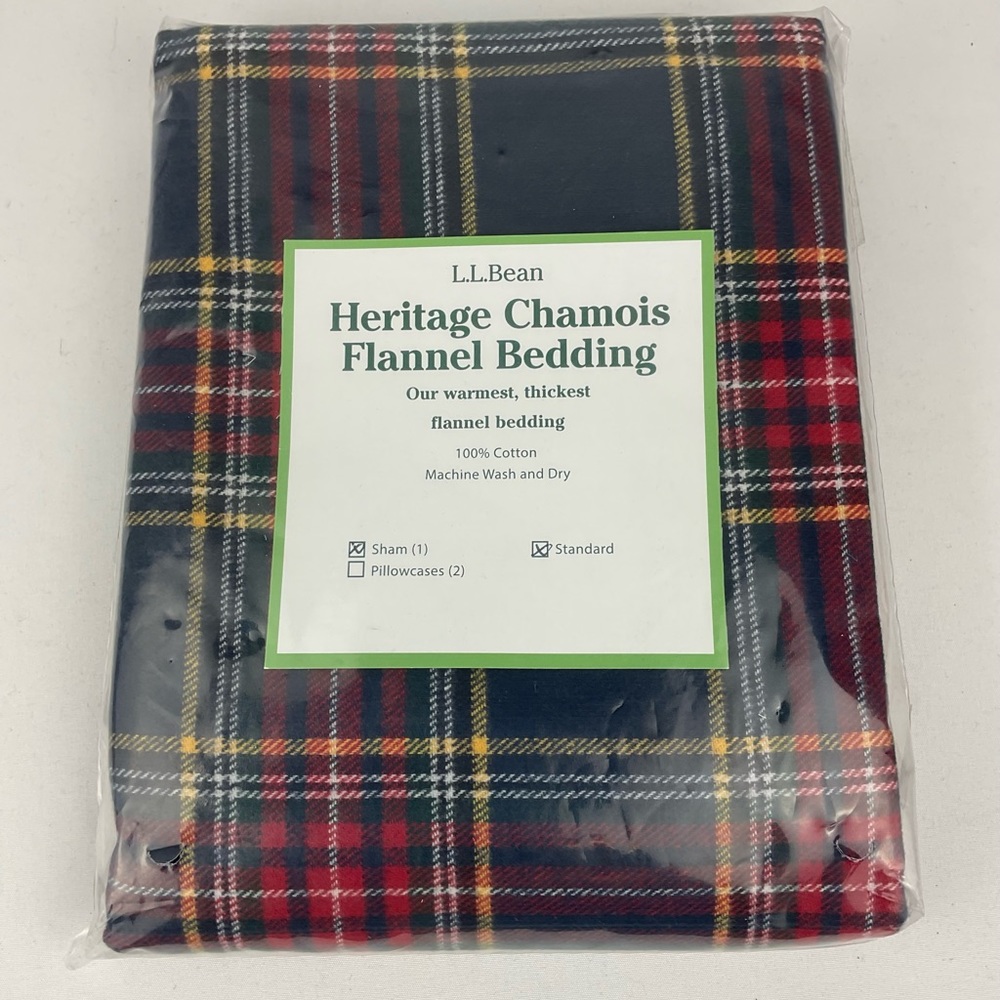 L.L.Bean
Heritage Chamois
Flannel Bedding
Our warmest, thickest
flannel bedding
100% Cotton
Machine Wash and Dry
Sham (1) Standard
Pillowcases (2)